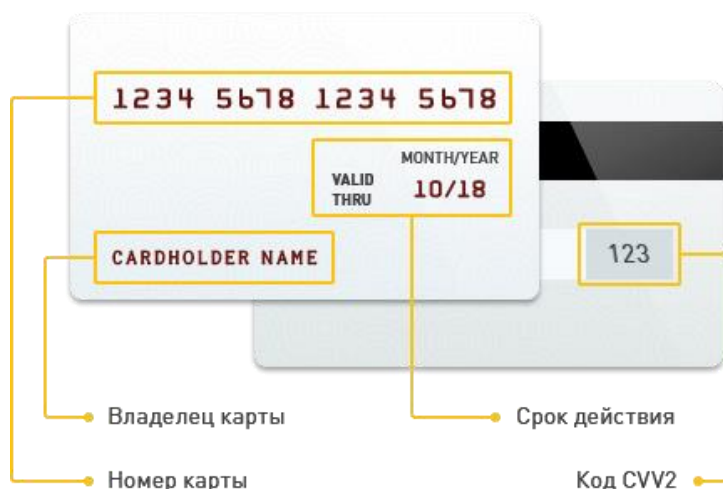 1234 5678 1234 5678
MONTH/YEAR
VALID
THRU
10/18
CARDHOLDER NAME
123
Владелец карты
Срок действия
Номер карты
Код CVV2